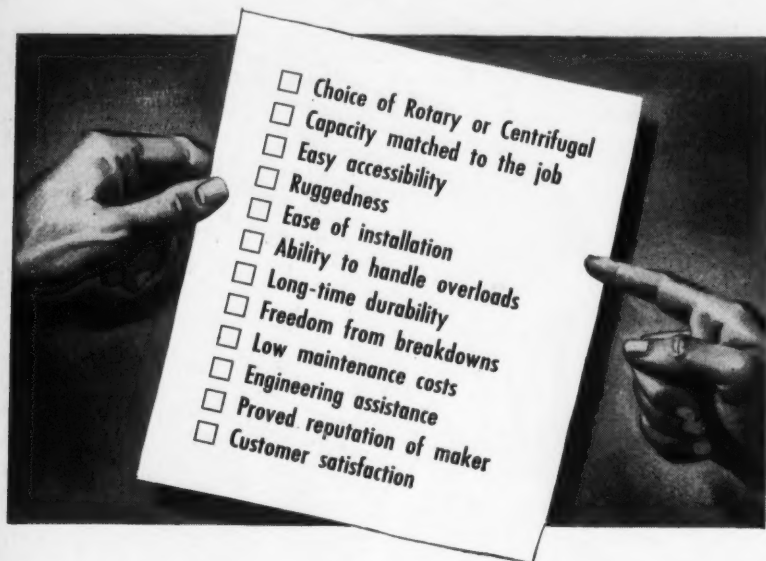 Choice of Rotary or Centrifugal
Capacity matched to the job
Easy accessibility
Ruggedness
Ease of installation
Ability to handle overloads
Long-time durability
Freedom from breakdowns
Low maintenance costs
Engineering assistance
Proved reputation of maker
Customer satisfaction